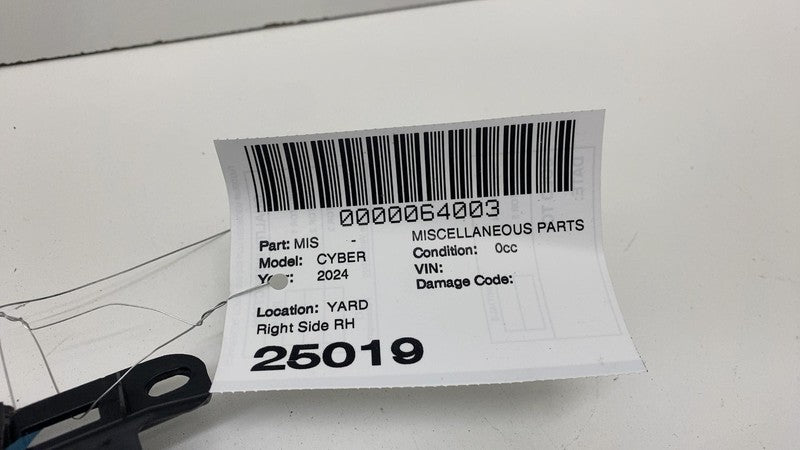 0000064003
Part: MIS - MISCELLANEOUS PARTS
Model: CYBER Condition: 0cc
Year: 2024 VIN:
Damage Code:
Location: YARD
Right Side RH
25019